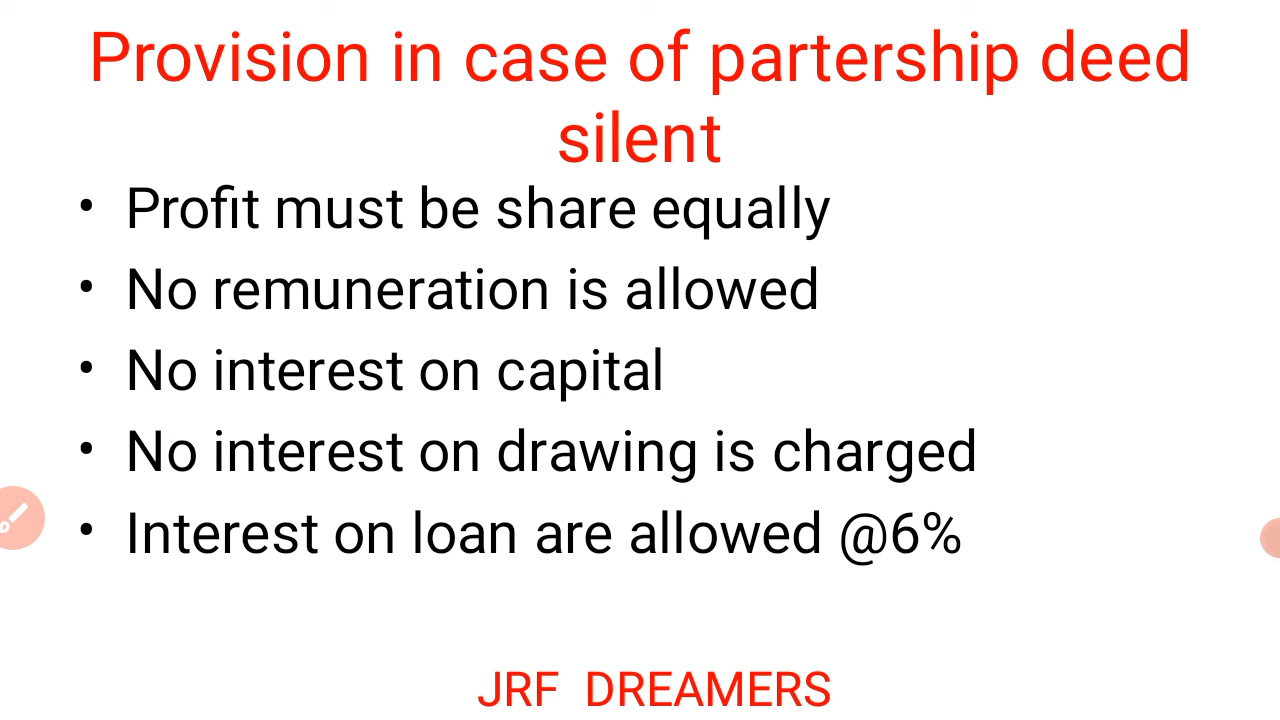 Provision in case of partership deed
silent
• Profit must be share equally
• No remuneration is allowed
• No interest on capital
• No interest on drawing is charged
• Interest on loan are allowed @6%
JRF DREAMERS